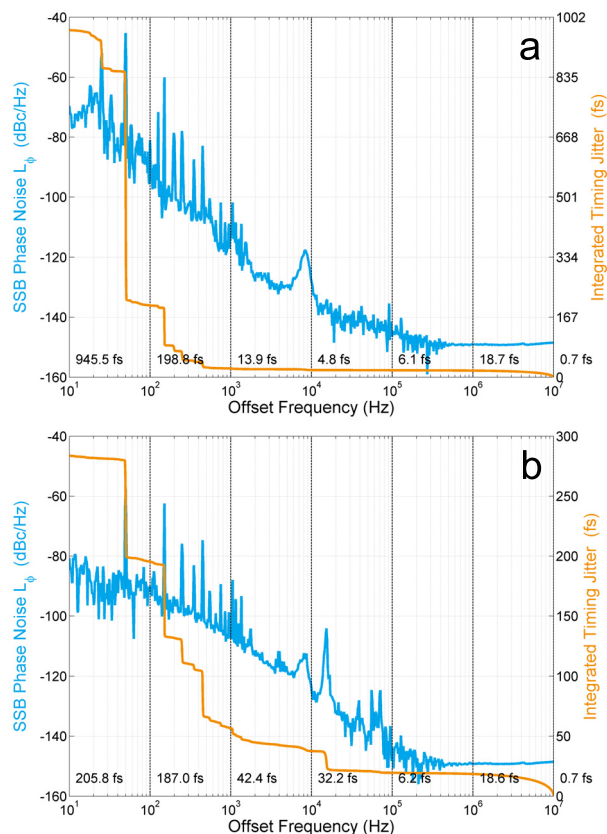 a
SSB Phase Noise L_ϕ (dBc/Hz)
-40
-60
-80
-100
-120
-140
-160
1002
835
668
501
334
167
0
Integrated Timing Jitter (fs)
945.5 fs 198.8 fs 13.9 fs 4.8 fs 6.1 fs 18.7 fs 0.7 fs
10^1 10^2 10^3 10^4 10^5 10^6 10^7
Offset Frequency (Hz)
b
SSB Phase Noise L_ϕ (dBc/Hz)
-40
-60
-80
-100
-120
-140
-160
300
250
200
150
100
50
0
Integrated Timing Jitter (fs)
205.8 fs 187.0 fs 42.4 fs 32.2 fs 6.2 fs 18.6 fs 0.7 fs
10^1 10^2 10^3 10^4 10^5 10^6 10^7
Offset Frequency (Hz)